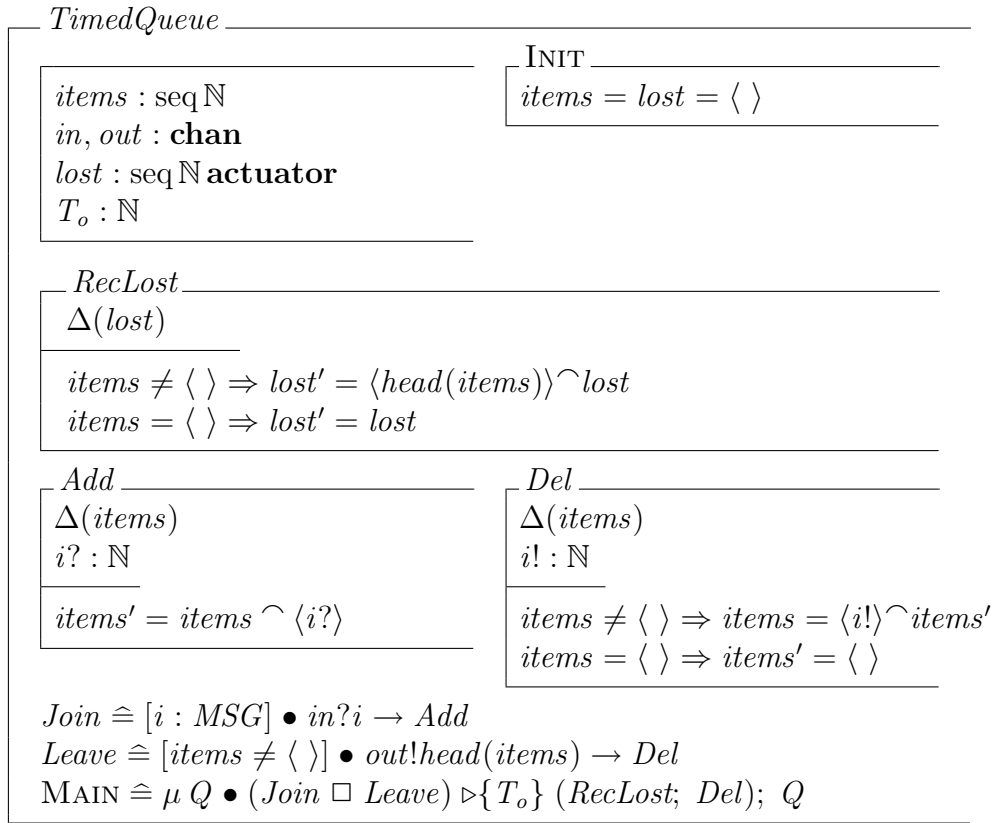 TimedQueue
items : seq ℕ
in, out : chan
lost : seq ℕ actuator
Tₒ : ℕ
INIT
items = lost = ⟨ ⟩
RecLost
Δ(lost)
items ≠ ⟨ ⟩ ⇒ lost′ = ⟨head(items)⟩⌢lost
items = ⟨ ⟩ ⇒ lost′ = lost
Add
Δ(items)
i? : ℕ
items′ = items ⌢ ⟨i?⟩
Del
Δ(items)
i! : ℕ
items ≠ ⟨ ⟩ ⇒ items = ⟨i!⟩⌢items′
items = ⟨ ⟩ ⇒ items′ = ⟨ ⟩
Join ≙ [i : MSG] • in?i → Add
Leave ≙ [items ≠ ⟨ ⟩] • out!head(items) → Del
MAIN ≙ μ Q • (Join □ Leave) ▹{Tₒ} (RecLost; Del); Q